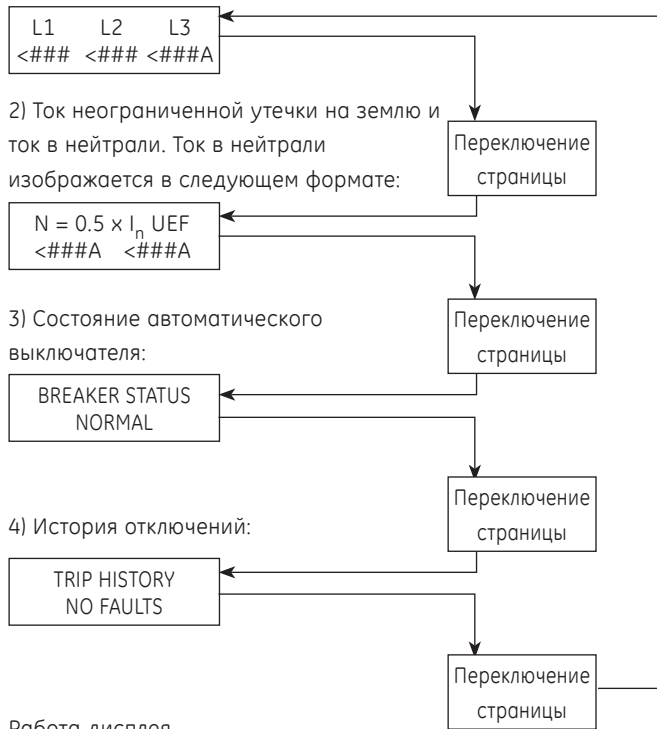 L1 L2 L3
<### <### <###A
2) Ток неограниченной утечки на землю и
ток в нейтрали. Ток в нейтрали
изображается в следующем формате:
Переключение
страницы
N = 0.5 x Iₙ UEF
<###A <###A
3) Состояние автоматического
выключателя:
Переключение
страницы
BREAKER STATUS
NORMAL
4) История отключений:
Переключение
страницы
TRIP HISTORY
NO FAULTS
Переключение
страницы
Работа дисплея